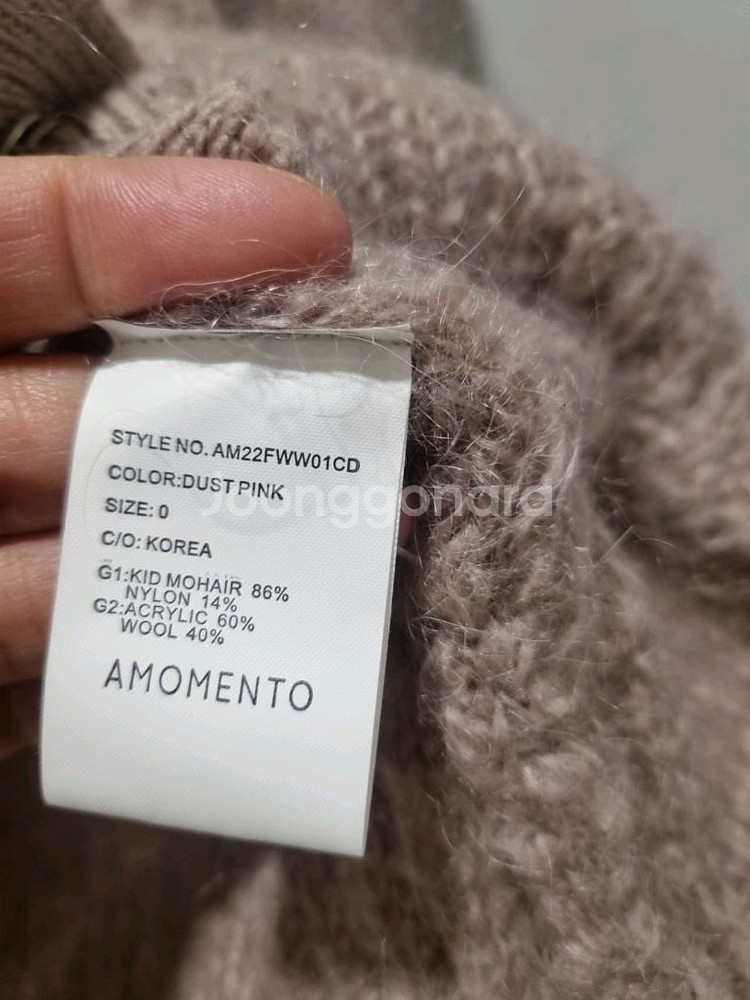 STYLE NO. AM22FWW01CD
COLOR:DUST PINK
SIZE: 0
C/O: KOREA
G1:KID MOHAIR 86%
NYLON 14%
G2:ACRYLIC 60%
WOOL 40%
AMOMENTO
Joonggonara